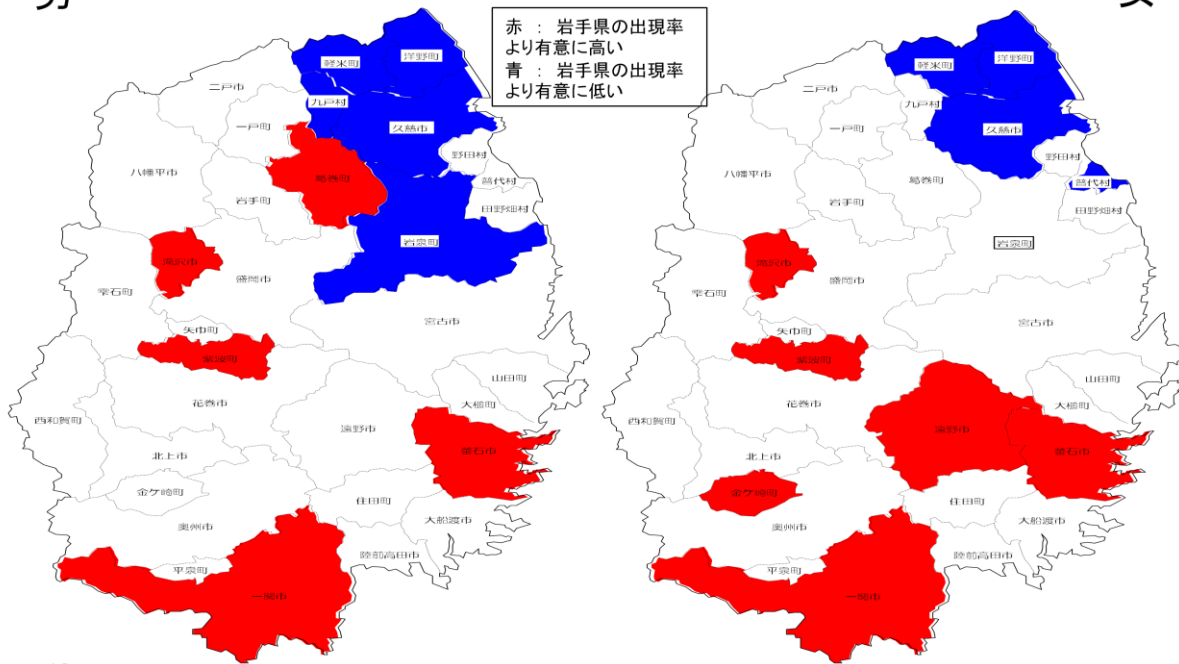 赤 : 岩手県の出現率
より有意に高い
青 : 岩手県の出現率
より有意に低い
軽米町
洋野町
二戸市
九戸村
一戸町
久慈市
野田村
八幡平市
葛巻町
普代村
岩手町
田野畑村
岩泉町
滝沢市
盛岡市
雫石町
宮古市
矢巾町
紫波町
山田町
花巻市
大槌町
西和賀町
遠野市
釜石市
北上市
金ケ崎町
住田町
奥州市
大船渡市
陸前高田市
平泉町
一関市
軽米町
洋野町
二戸市
九戸村
一戸町
久慈市
野田村
八幡平市
葛巻町
普代村
岩手町
田野畑村
岩泉町
滝沢市
盛岡市
雫石町
宮古市
矢巾町
紫波町
山田町
花巻市
大槌町
西和賀町
遠野市
釜石市
北上市
金ケ崎町
住田町
奥州市
大船渡市
陸前高田市
平泉町
一関市